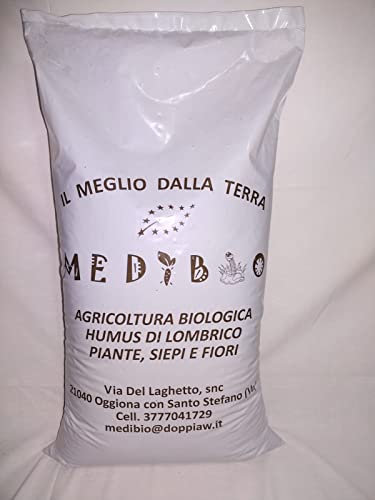 IL MEGLIO DALLA TERRA
MEDIBIO
AGRICOLTURA BIOLOGICA
HUMUS DI LOMBRICO
PIANTE, SIEPI E FIORI
Via Del Laghetto, snc
21040 Oggiona con Santo Stefano (Va)
Cell. 3777041729
medibio@doppiaw.it